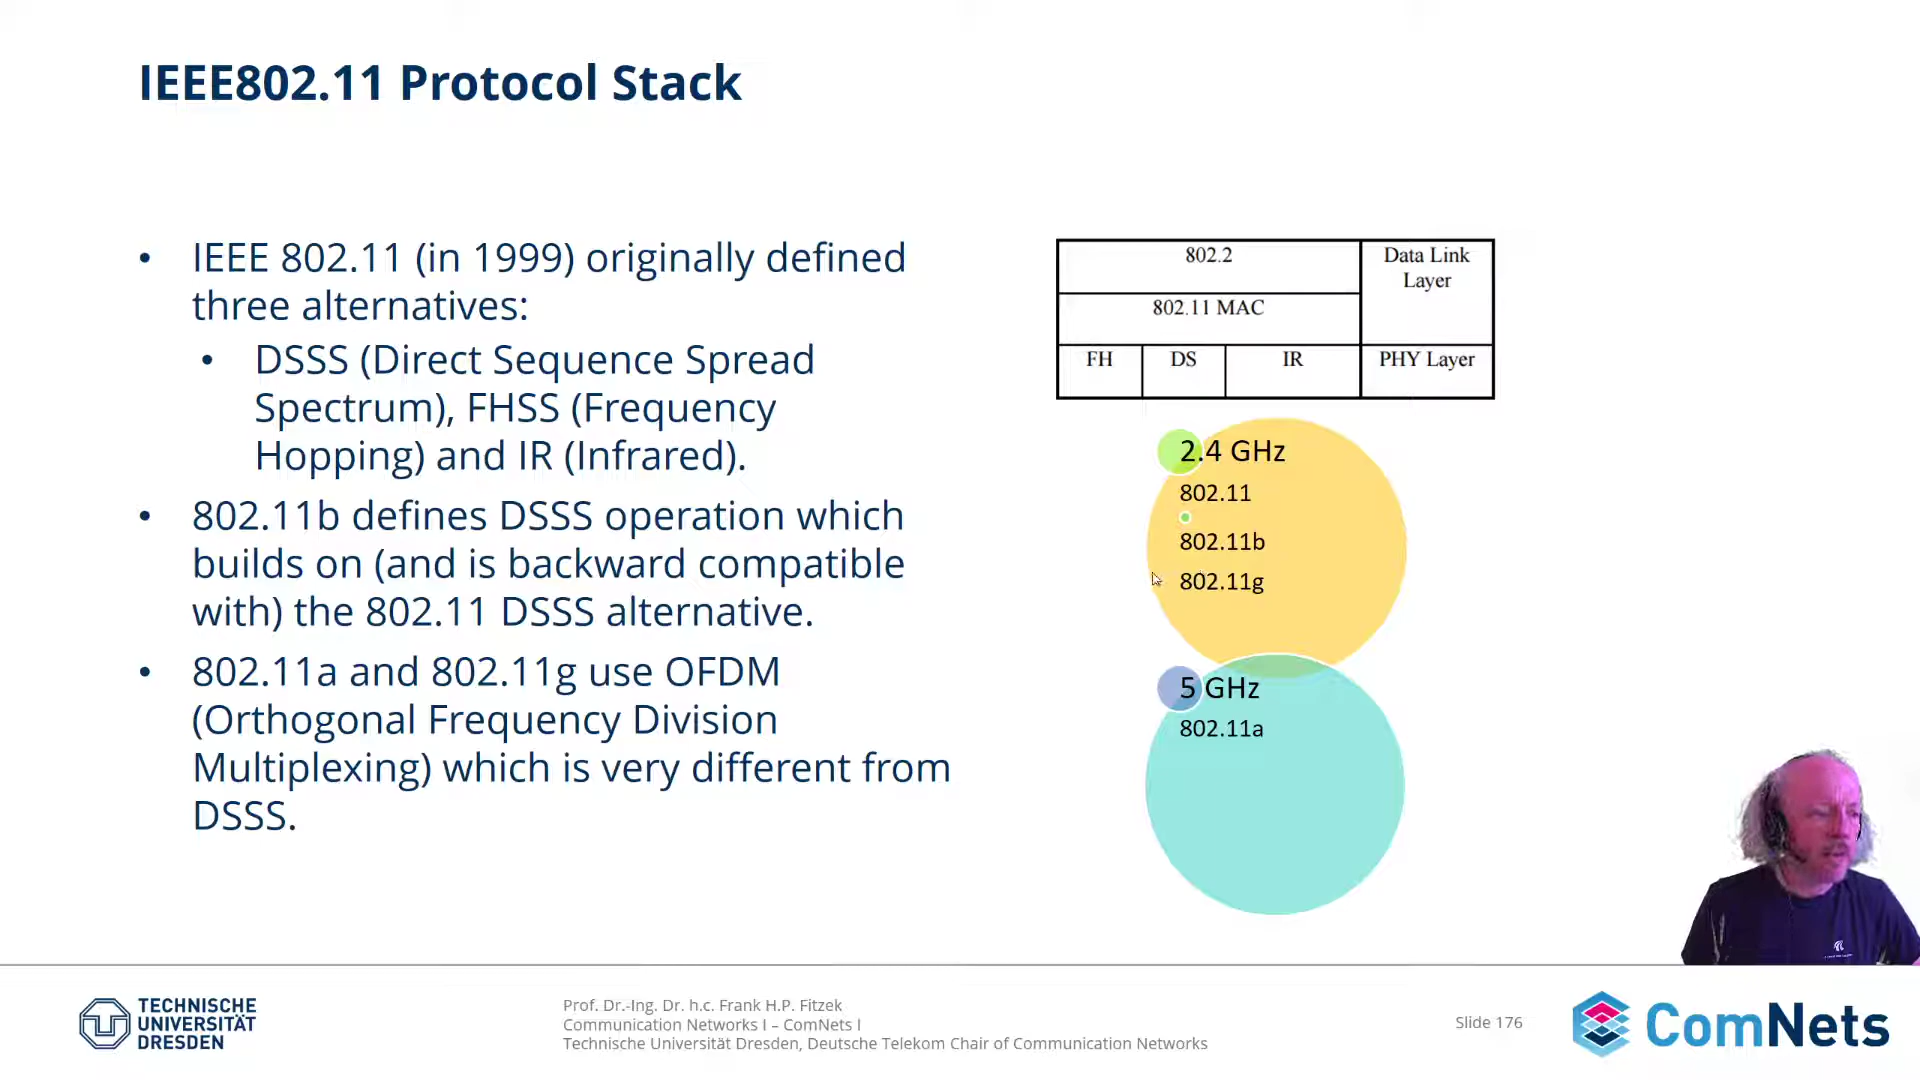 IEEE802.11 Protocol Stack
• IEEE 802.11 (in 1999) originally defined
three alternatives:
• DSSS (Direct Sequence Spread
Spectrum), FHSS (Frequency
Hopping) and IR (Infrared).
• 802.11b defines DSSS operation which
builds on (and is backward compatible
with) the 802.11 DSSS alternative.
• 802.11a and 802.11g use OFDM
(Orthogonal Frequency Division
Multiplexing) which is very different from
DSSS.
802.2
Data Link
Layer
802.11 MAC
FH DS IR PHY Layer
2.4 GHz
802.11
802.11b
802.11g
5 GHz
802.11a
TECHNISCHE
UNIVERSITÄT
DRESDEN
Prof. Dr.-Ing. Dr. h.c. Frank H.P. Fitzek
Communication Networks I – ComNets I
Technische Universität Dresden, Deutsche Telekom Chair of Communication Networks
Slide 176
ComNets